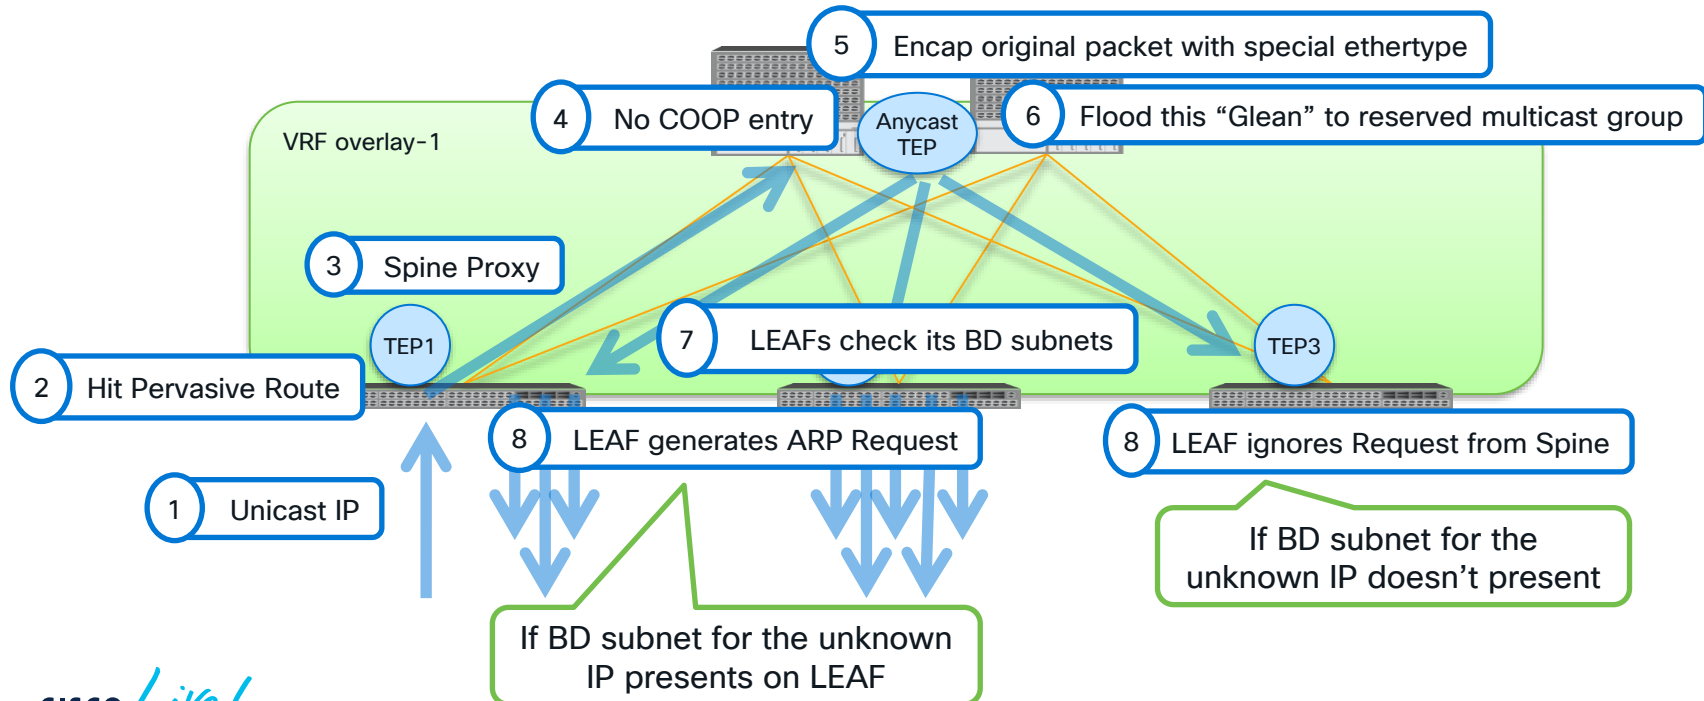 5 Encap original packet with special ethertype
4 No COOP entry
Anycast
TEP
6 Flood this “Glean” to reserved multicast group
VRF overlay-1
3 Spine Proxy
TEP1
7 LEAFs check its BD subnets
TEP3
2 Hit Pervasive Route
8 LEAF generates ARP Request
8 LEAF ignores Request from Spine
1 Unicast IP
If BD subnet for the
unknown IP doesn’t present
If BD subnet for the unknown
IP presents on LEAF